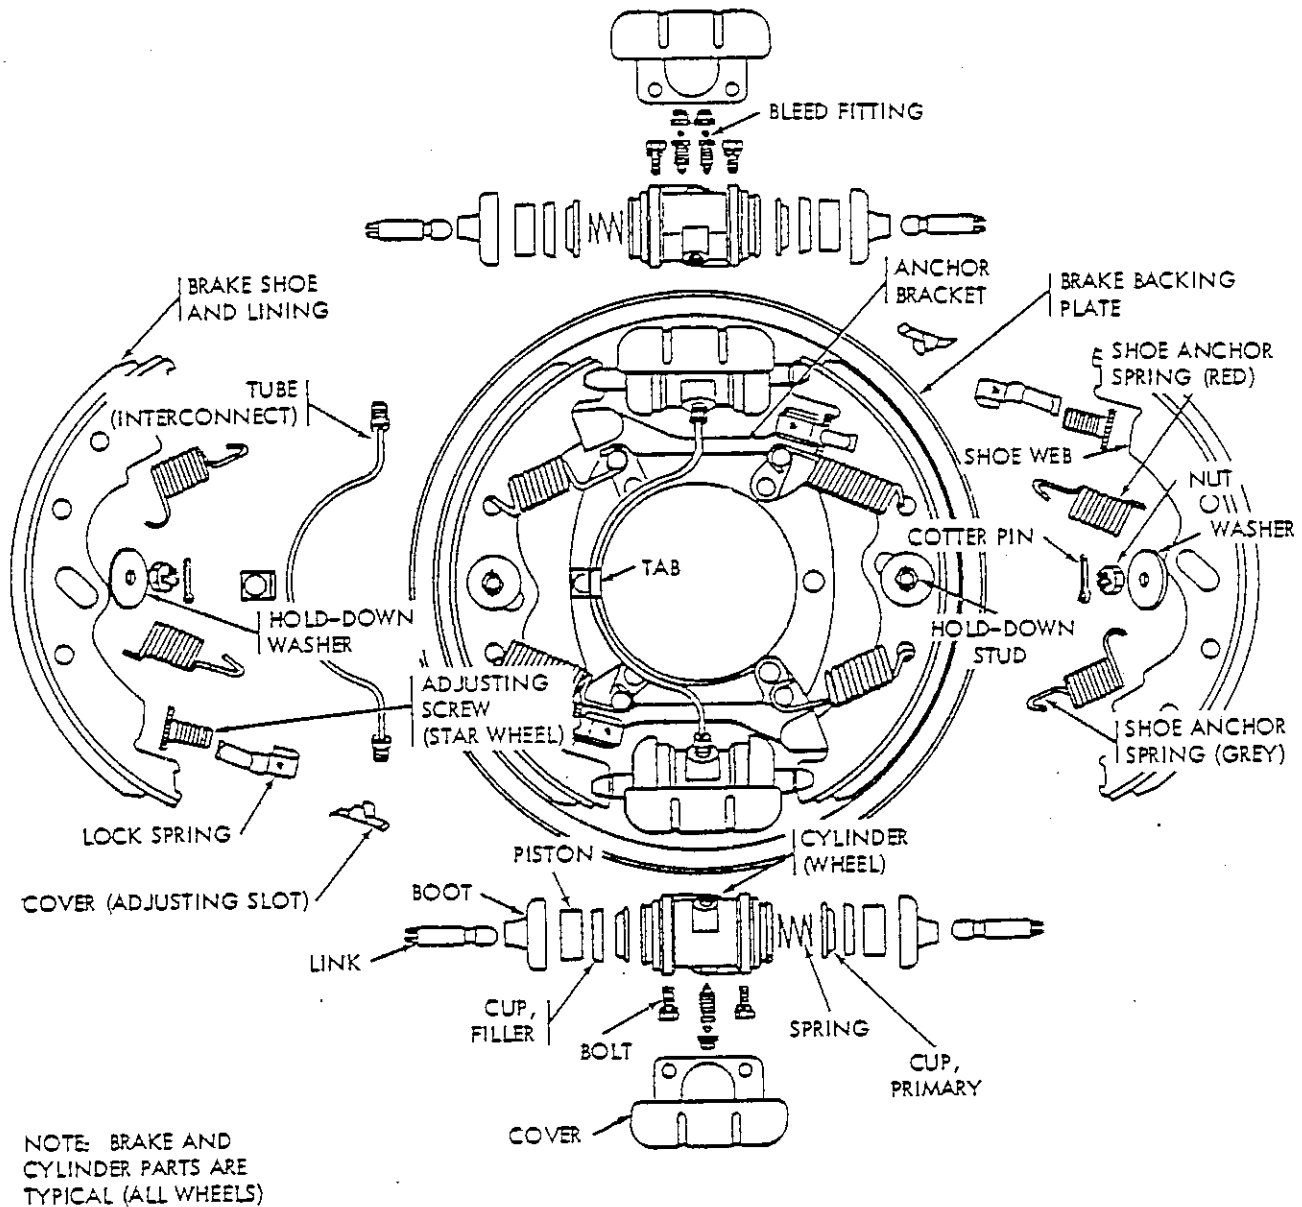 BLEED FITTING
BRAKE SHOE
AND LINING
ANCHOR
BRACKET
BRAKE BACKING
PLATE
SHOE ANCHOR
SPRING (RED)
TUBE
(INTERCONNECT)
SHOE WEB
NUT
WASHER
COTTER PIN
TAB
HOLD-DOWN
WASHER
HOLD-DOWN
STUD
ADJUSTING
SCREW
(STAR WHEEL)
SHOE ANCHOR
SPRING (GREY)
LOCK SPRING
PISTON
CYLINDER
(WHEEL)
COVER (ADJUSTING SLOT)
BOOT
LINK
CUP,
FILLER
BOLT
SPRING
CUP,
PRIMARY
COVER
NOTE: BRAKE AND
CYLINDER PARTS ARE
TYPICAL (ALL WHEELS)